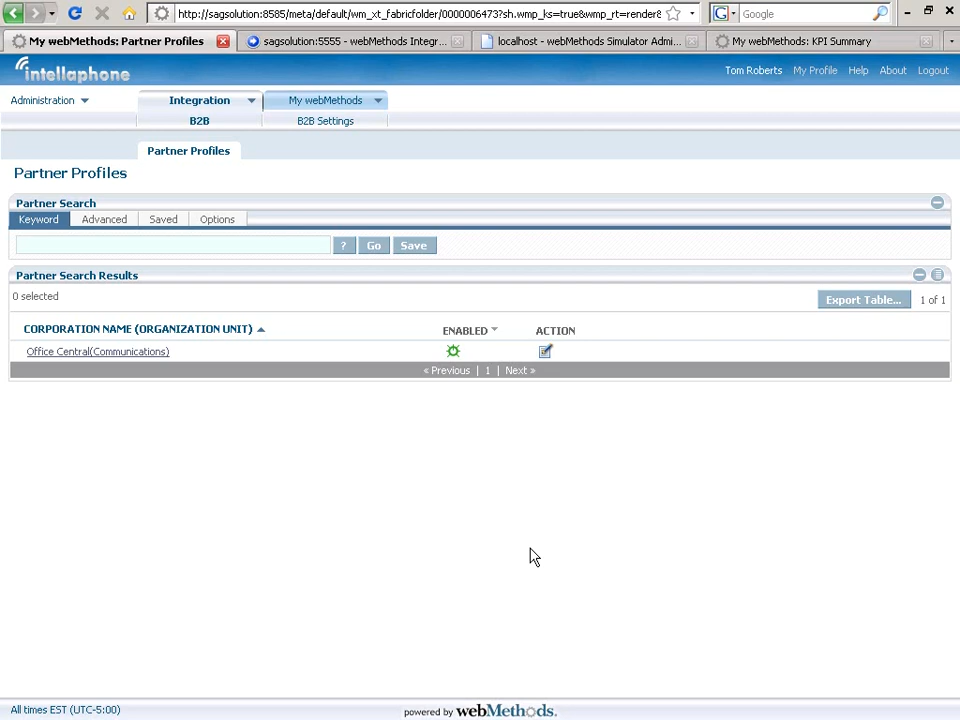 http://sagsolution:8585/meta/default/wm_xt_fabricfolder/0000006473?sh.wmp_ks=true&wmp_rt=render& Google
My webMethods: Partner Profiles sagsolution:5555 - webMethods Integr... localhost - webMethods Simulator Admi... My webMethods: KPI Summary
intellaphone Tom Roberts My Profile Help About Logout
Administration Integration My webMethods
B2B B2B Settings
Partner Profiles
Partner Profiles
Partner Search
Keyword Advanced Saved Options
? Go Save
Partner Search Results
0 selected Export Table... 1 of 1
CORPORATION NAME (ORGANIZATION UNIT) ENABLED ACTION
Office Central(Communications)
« Previous | 1 | Next »
All times EST (UTC-5:00) powered by webMethods.